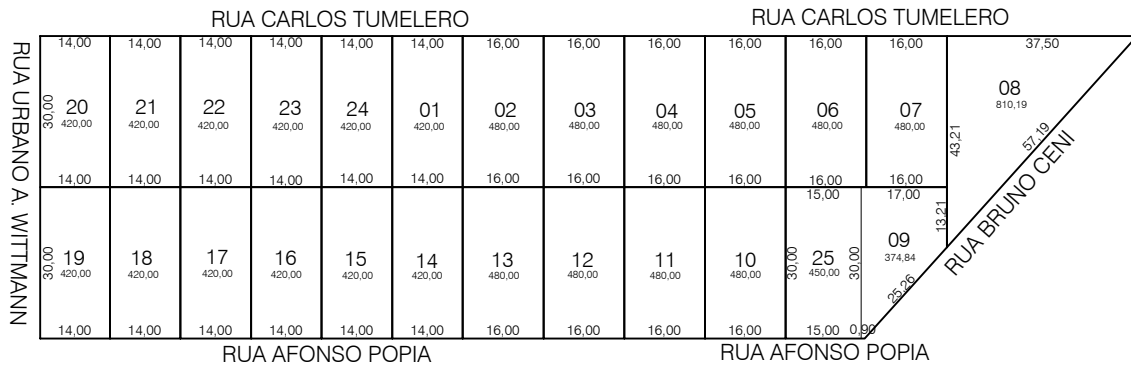 RUA CARLOS TUMELERO RUA CARLOS TUMELERO
14,00 14,00 14,00 14,00 14,00 14,00 16,00 16,00 16,00 16,00 16,00 16,00 37,50
RUA URBANO A. WITTMANN
30,00
20 21 22 23 24 01 02 03 04 05 06 07 08
420,00 420,00 420,00 420,00 420,00 420,00 480,00 480,00 480,00 480,00 480,00 480,00 810,19
43,21
57,19
RUA BRUNO CENI
14,00 14,00 14,00 14,00 14,00 14,00 16,00 16,00 16,00 16,00 16,00 16,00
15,00 17,00
13,21
30,00
19 18 17 16 15 14 13 12 11 10 25 09
420,00 420,00 420,00 420,00 420,00 420,00 480,00 480,00 480,00 480,00 450,00 374,84
30,00 30,00
25,26
14,00 14,00 14,00 14,00 14,00 14,00 16,00 16,00 16,00 16,00 15,00 0,90
RUA AFONSO POPIA RUA AFONSO POPIA